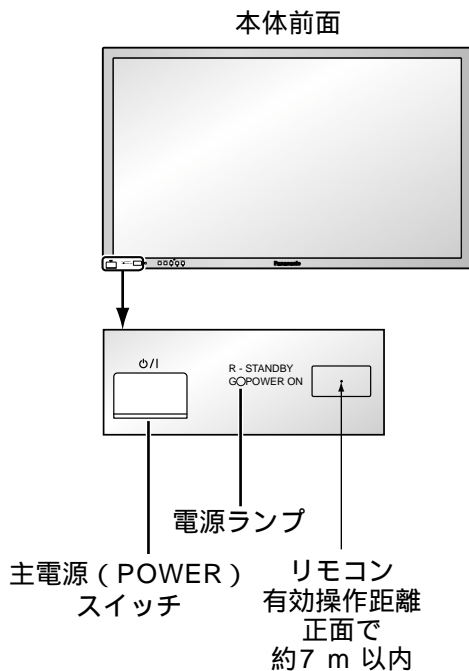 本体前面
Panasonic
⏻/I
R - STANDBY
G○POWER ON
電源ランプ
主電源（POWER）
スイッチ
リモコン
有効操作距離
正面で
約7 m 以内